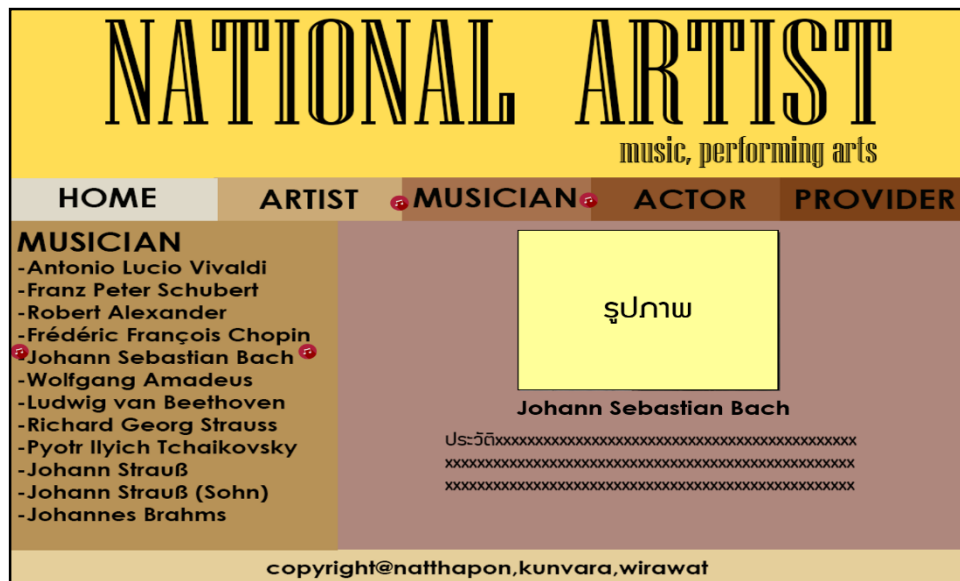 NATIONAL ARTIST
music, performing arts
HOME ARTIST MUSICIAN ACTOR PROVIDER
MUSICIAN
-Antonio Lucio Vivaldi
-Franz Peter Schubert
-Robert Alexander
-Frédéric François Chopin
-Johann Sebastian Bach
-Wolfgang Amadeus
-Ludwig van Beethoven
-Richard Georg Strauss
-Pyotr Ilyich Tchaikovsky
-Johann Strauß
-Johann Strauß (Sohn)
-Johannes Brahms
รูปภาพ
Johann Sebastian Bach
ประวัติxxxxxxxxxxxxxxxxxxxxxxxxxxxxxxxxxxxxxxxxxxxxx
xxxxxxxxxxxxxxxxxxxxxxxxxxxxxxxxxxxxxxxxxxxxxxxxxxx
xxxxxxxxxxxxxxxxxxxxxxxxxxxxxxxxxxxxxxxxxxxxxxxxxxx
copyright@natthapon,kunvara,wirawat